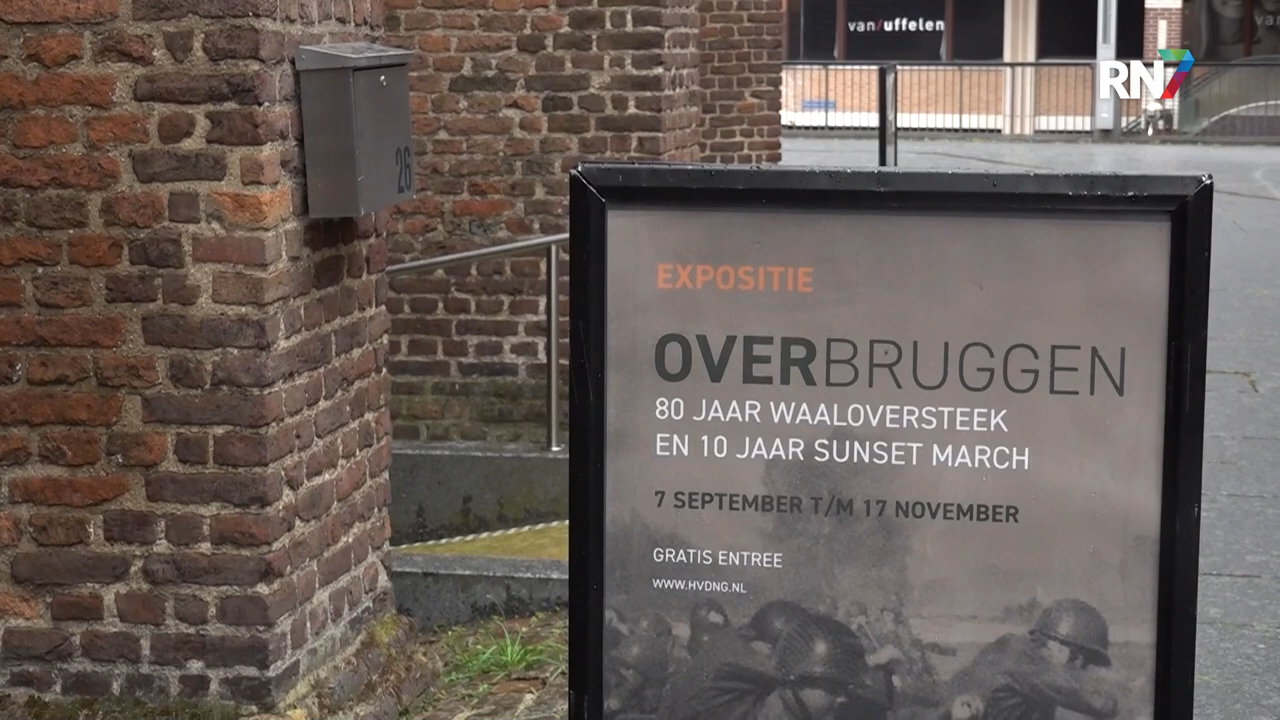 van/uffelen
van
RN7
26
EXPOSITIE
OVERBRUGGEN
80 JAAR WAALOVERSTEEK
EN 10 JAAR SUNSET MARCH
7 SEPTEMBER T/M 17 NOVEMBER
GRATIS ENTREE
WWW.HVDNG.NL